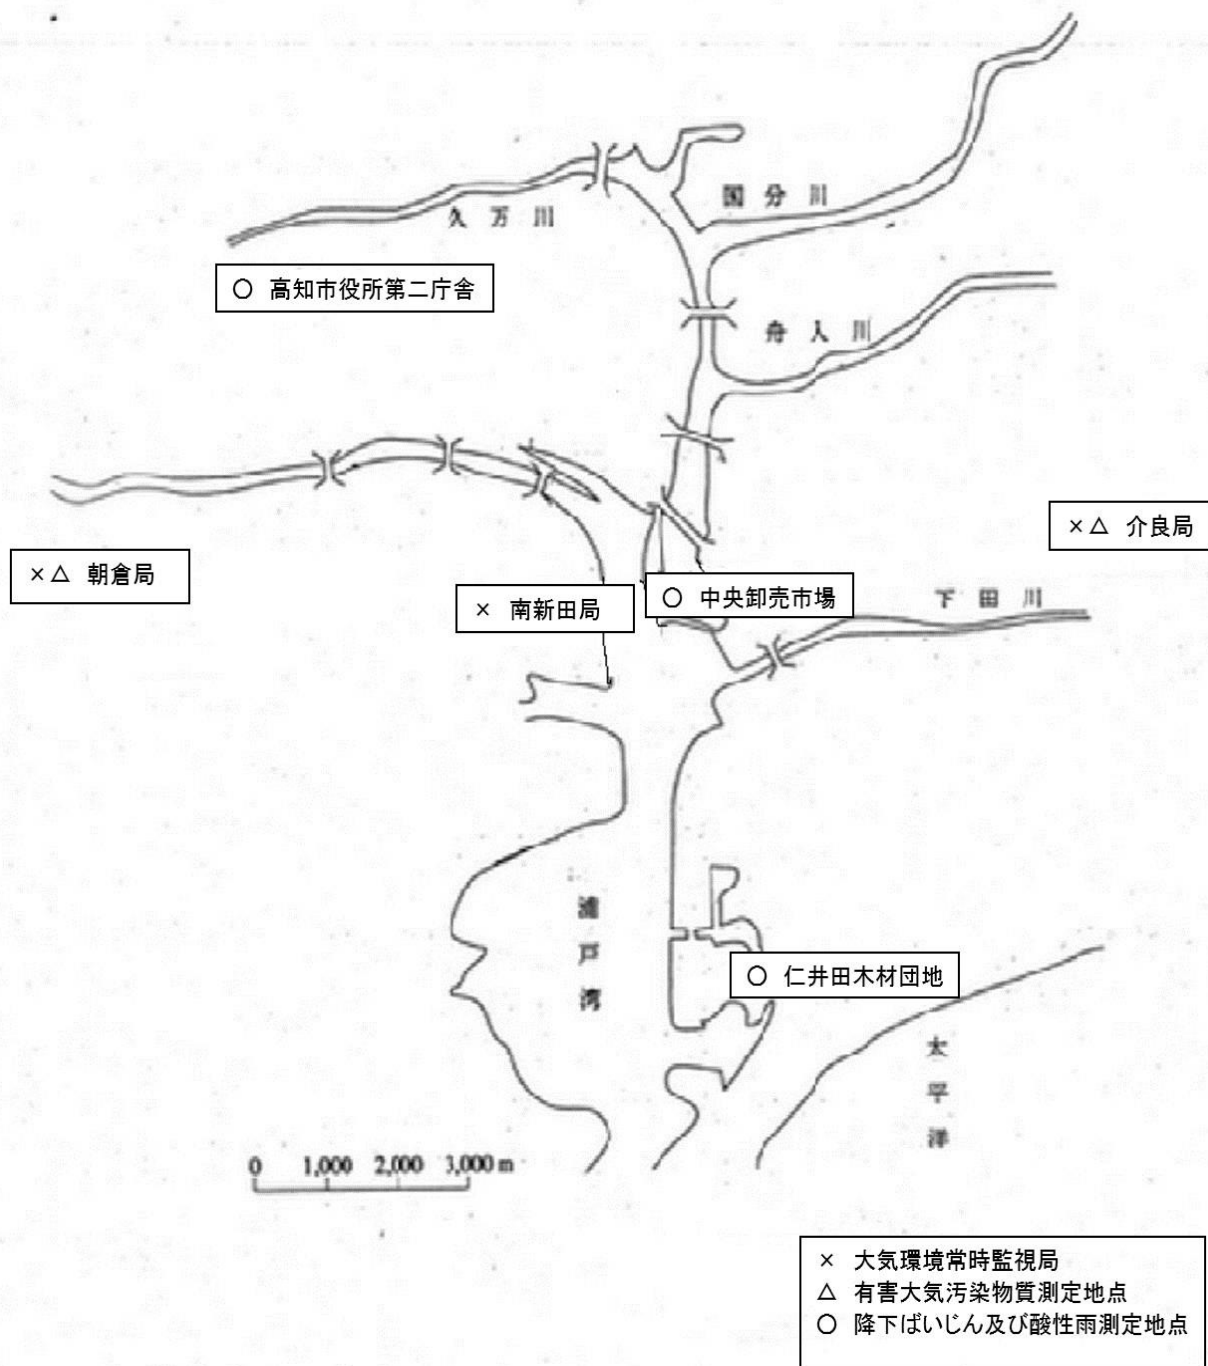 国分川
久万川
○ 高知市役所第二庁舎
舟入川
×△ 介良局
×△ 朝倉局
× 南新田局
○ 中央卸売市場
下田川
浦戸湾
○ 仁井田木材団地
太平洋
0 1,000 2,000 3,000 m
× 大気環境常時監視局
△ 有害大気汚染物質測定地点
○ 降下ばいじん及び酸性雨測定地点